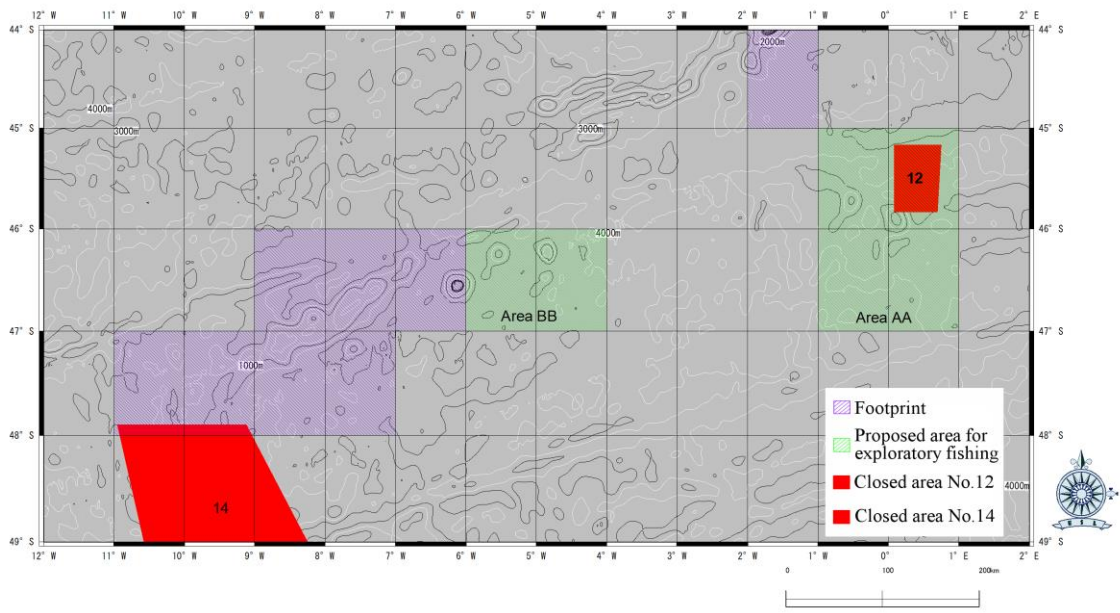 12° W 11° W 10° W 9° W 8° W 7° W 6° W 5° W 4° W 3° W 2° W 1° W 0° 1° E 2° E
44° S 44° S
2000m
4000m
3000m
3000m
45° S 45° S
12
46° S 46° S
4000m
Area BB
Area AA
47° S 47° S
1000m
Footprint
Proposed area for
exploratory fishing
Closed area No.12
Closed area No.14
48° S 48° S
14
4000m
49° S 49° S
12° W 11° W 10° W 9° W 8° W 7° W 6° W 5° W 4° W 3° W 2° W 1° W 0° 1° E 2° E
0 100 200km